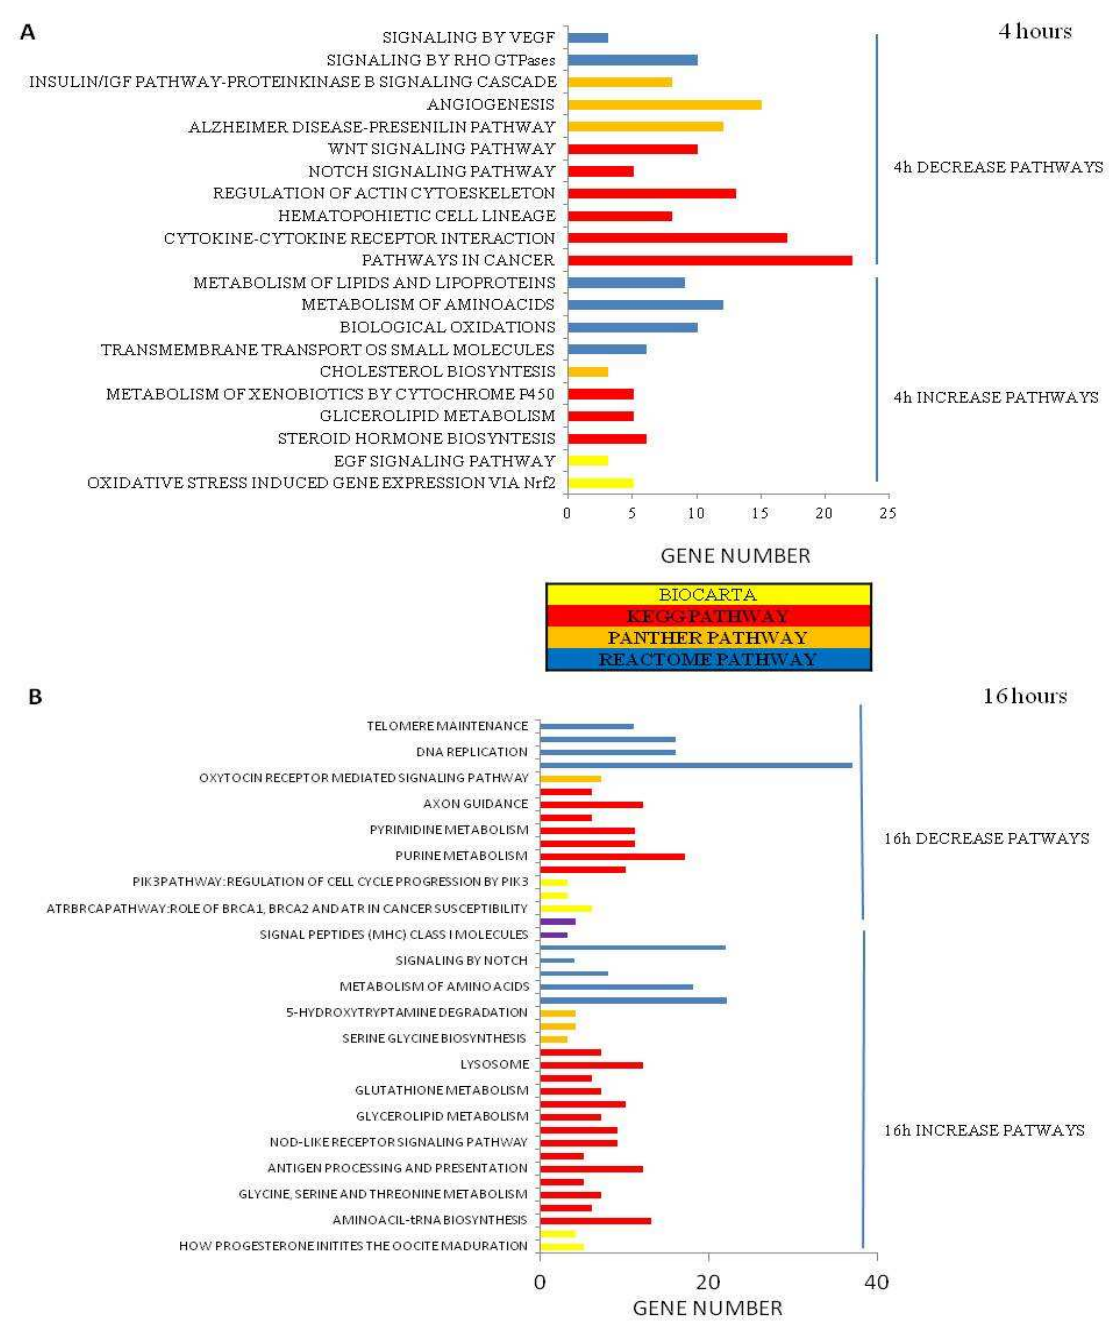 A
4 hours
SIGNALING BY VEGF
SIGNALING BY RHO GTPases
INSULIN/IGF PATHWAY-PROTEINKINASE B SIGNALING CASCADE
ANGIOGENESIS
ALZHEIMER DISEASE-PRESENILIN PATHWAY
WNT SIGNALING PATHWAY
NOTCH SIGNALING PATHWAY
REGULATION OF ACTIN CYTOESKELETON
HEMATOPOHIETIC CELL LINEAGE
CYTOKINE-CYTOKINE RECEPTOR INTERACTION
PATHWAYS IN CANCER
METABOLISM OF LIPIDS AND LIPOPROTEINS
METABOLISM OF AMINOACIDS
BIOLOGICAL OXIDATIONS
TRANSMEMBRANE TRANSPORT OS SMALL MOLECULES
CHOLESTEROL BIOSYNTESIS
METABOLISM OF XENOBIOTICS BY CYTOCHROME P450
GLICEROLIPID METABOLISM
STEROID HORMONE BIOSYNTESIS
EGF SIGNALING PATHWAY
OXIDATIVE STRESS INDUCED GENE EXPRESSION VIA Nrf2
4h DECREASE PATHWAYS
4h INCREASE PATHWAYS
0 5 10 15 20 25
GENE NUMBER
BIOCARTA
KEGG PATHWAY
PANTHER PATHWAY
REACTOME PATHWAY
B
16 hours
TELOMERE MAINTENANCE
DNA REPLICATION
OXYTOCIN RECEPTOR MEDIATED SIGNALING PATHWAY
AXON GUIDANCE
PYRIMIDINE METABOLISM
PURINE METABOLISM
PIK3PATHWAY:REGULATION OF CELL CYCLE PROGRESSION BY PIK3
ATRBRCAPATHWAY:ROLE OF BRCA1, BRCA2 AND ATR IN CANCER SUSCEPTIBILITY
SIGNAL PEPTIDES (MHC) CLASS I MOLECULES
SIGNALING BY NOTCH
METABOLISM OF AMINO ACIDS
5-HYDROXYTRYPTAMINE DEGRADATION
SERINE GLYCINE BIOSYNTHESIS
LYSOSOME
GLUTATHIONE METABOLISM
GLYCEROLIPID METABOLISM
NOD-LIKE RECEPTOR SIGNALING PATHWAY
ANTIGEN PROCESSING AND PRESENTATION
GLYCINE, SERINE AND THREONINE METABOLISM
AMINOACIL-tRNA BIOSYNTHESIS
HOW PROGESTERONE INITITES THE OOCITE MADURATION
16h DECREASE PATWAYS
16h INCREASE PATWAYS
0 20 40
GENE NUMBER